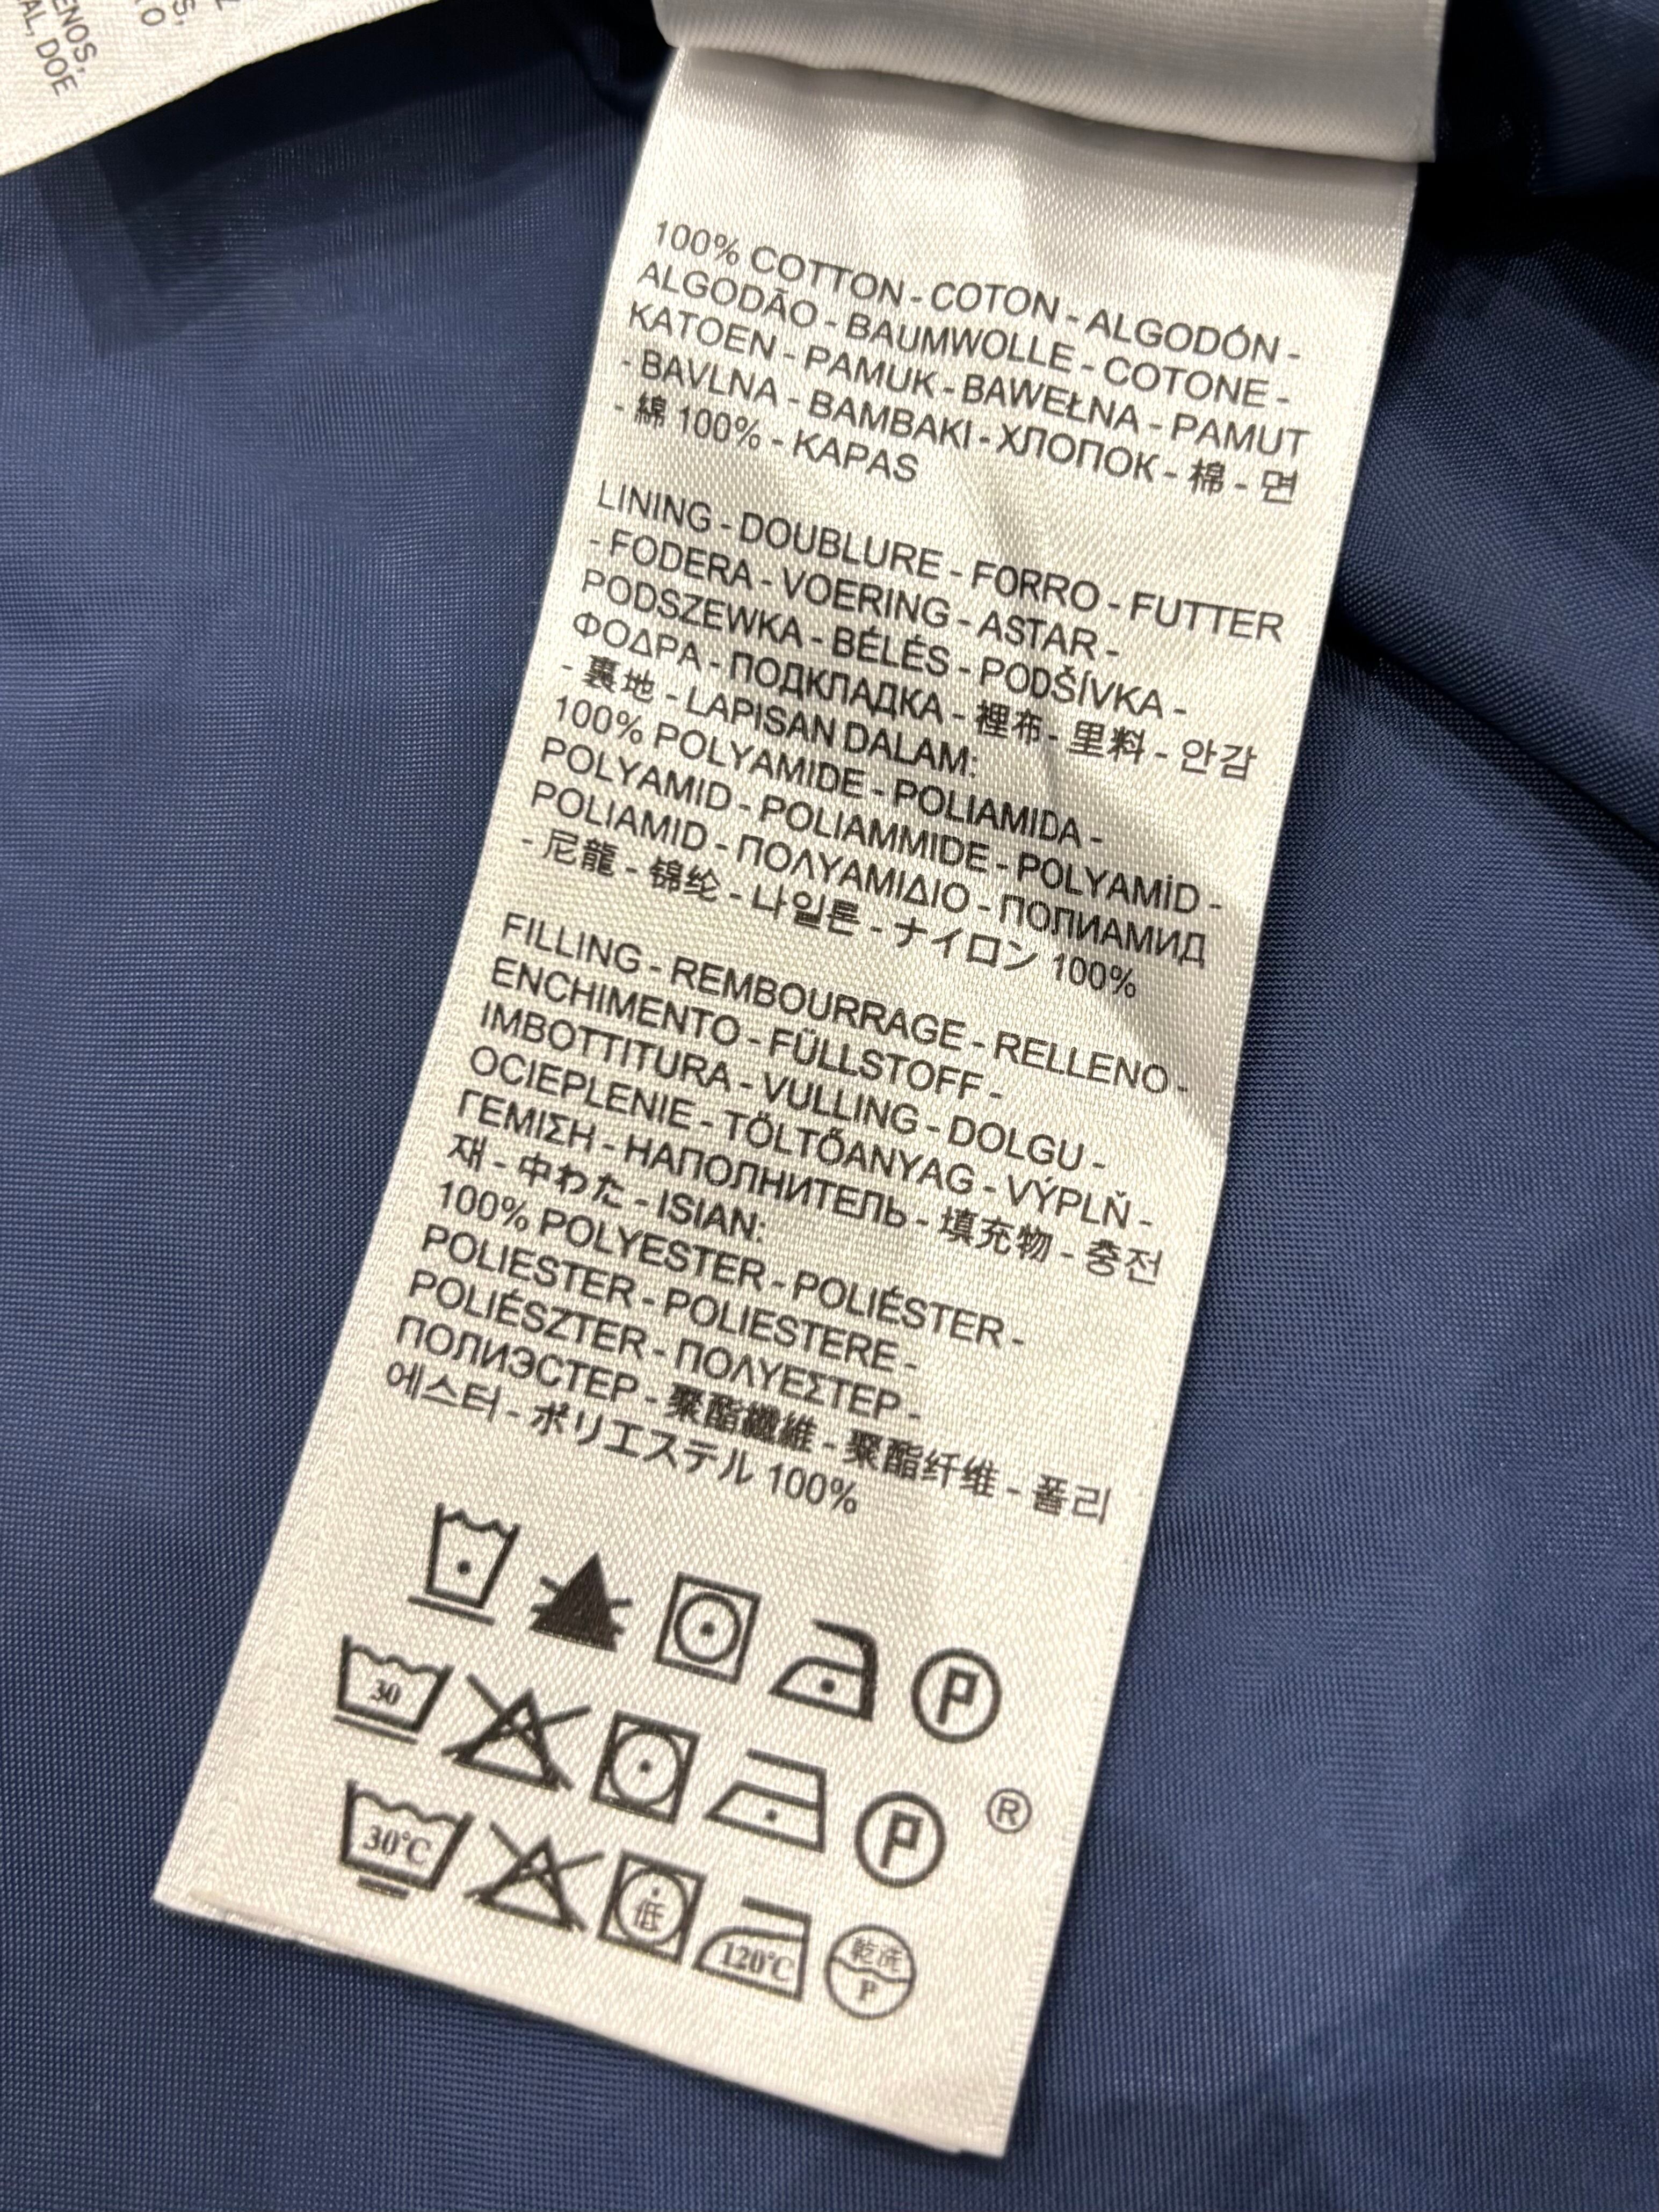 ENOS,
AL, DOE
S.
10
100% COTTON - COTON - ALGODÓN -
ALGODÃO - BAUMWOLLE - COTONE -
KATOEN - PAMUK - BAWEŁNA - PAMUT
- BAVLNA - BAMBAKI - ХЛОПОК - 棉 - 면
- 綿 100% - KAPAS
LINING - DOUBLURE - FORRO - FUTTER
- FODERA - VOERING - ASTAR -
PODSZEWKA - BÉLÉS - PODŠÍVKA -
ΦΟΔΡΑ - ПОДКЛАДКА - 裡布 - 里料 - 안감
- 裏地 - LAPISAN DALAM:
100% POLYAMIDE - POLIAMIDA -
POLYAMID - POLIAMMIDE - POLYAMİD -
POLIAMID - ΠΟΛΥΑΜΙΔΙΟ - ПОЛИАМИД
- 尼龍 - 锦纶 - 나일론 - ナイロン 100%
FILLING - REMBOURRAGE - RELLENO -
ENCHIMENTO - FÜLLSTOFF -
IMBOTTITURA - VULLING - DOLGU -
OCIEPLENIE - TÖLTŐANYAG - VÝPLŇ -
ΓΕΜΙΣΗ - НАПОЛНИТЕЛЬ - 填充物 - 충전
재 - 中わた - ISIAN:
100% POLYESTER - POLIÉSTER -
POLIESTER - POLIESTERE -
POLIÉSZTER - ΠΟΛΥΕΣΤΕΡ -
ПОЛИЭСТЕР - 聚酯纖維 - 聚酯纤维 - 폴리
에스터 - ポリエステル 100%
P
30 P ®
30℃ 低 120℃ 乾洗 P